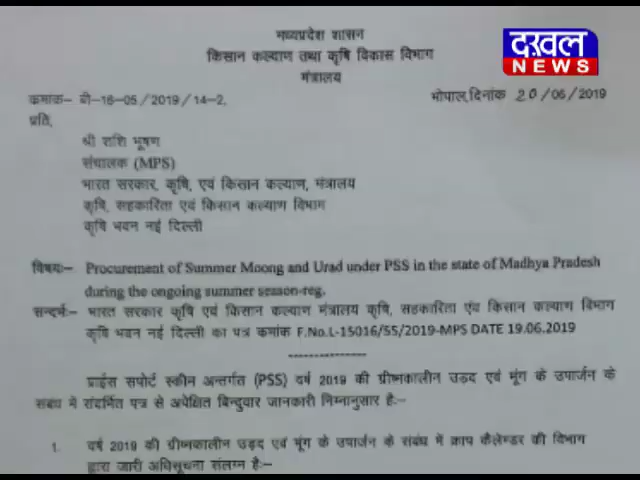 मध्यप्रदेश शासन
किसान कल्याण तथा कृषि विकास विभाग
मंत्रालय
दख़ल
NEWS
कमाक- बी-16-05/2019/14-2,
भोपाल,दिनांक 20/06/2019
प्रति,
श्री शशि भूषण
संचालक (MPS)
भारत सरकार, कृषि, एवं किसान कल्याण, मंत्रालय
कृषि, सहकारिता एवं किसान कल्याण विभाग
कृषि भवन नई दिल्ली
विषयः– Procurement of Summer Moong and Urad under PSS in the state of Madhya Pradesh
during the ongoing summer season-reg.
सन्दर्मः– भारत सरकार कृषि एवं किसान कल्याण मंत्रालय कृषि, सहकारिता एंव किसान कल्याण विभाग
कृषि भवन नई दिल्ली का पत्र कमांक F.No.L-15016/55/2019-MPS DATE 19.06.2019
---------------
प्राईस सपोर्ट स्कीन अन्तर्गत (PSS) वर्ष 2019 की ग्रीष्मकालीन उड़द एवं मूंग के उपार्जन के
संबध में संदर्भित पत्र से अपेक्षित बिन्दुवार जानकारी निम्नानुसार हैः-
1. वर्ष 2019 की ग्रीष्मकालीन उड़द एवं मूंग के उपार्जन के संबंध में क्राप कैलेण्डर की विभाग
द्वारा जारी अधिसूचना संलग्न हैः-